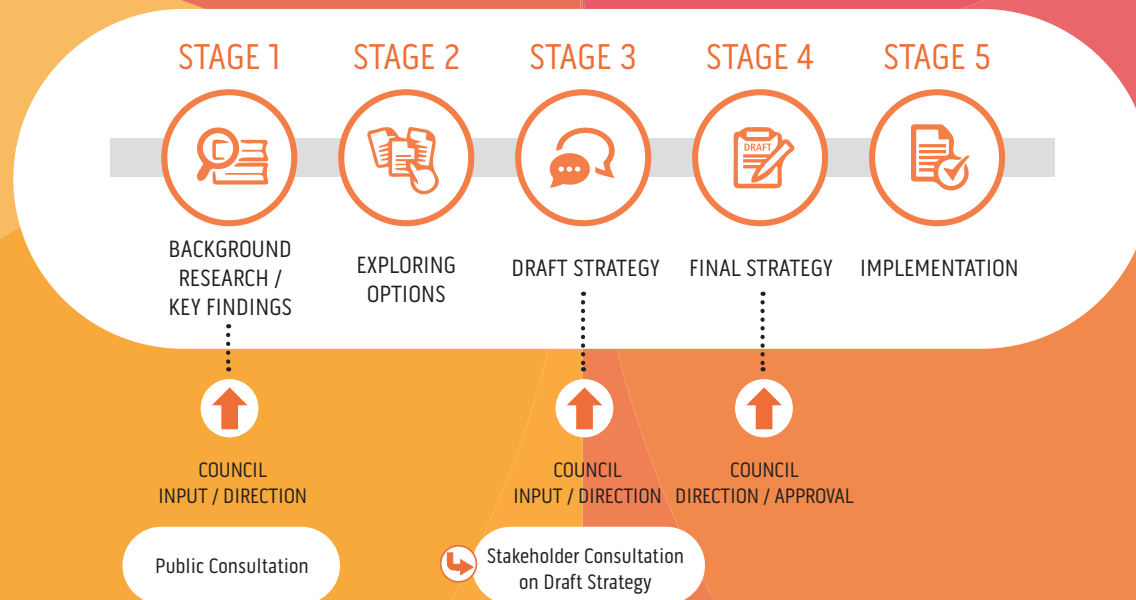 STAGE 1
STAGE 2
STAGE 3
STAGE 4
STAGE 5
DRAFT
BACKGROUND
RESEARCH /
KEY FINDINGS
EXPLORING
OPTIONS
DRAFT STRATEGY
FINAL STRATEGY
IMPLEMENTATION
COUNCIL
INPUT / DIRECTION
COUNCIL
INPUT / DIRECTION
COUNCIL
DIRECTION / APPROVAL
Public Consultation
Stakeholder Consultation
on Draft Strategy